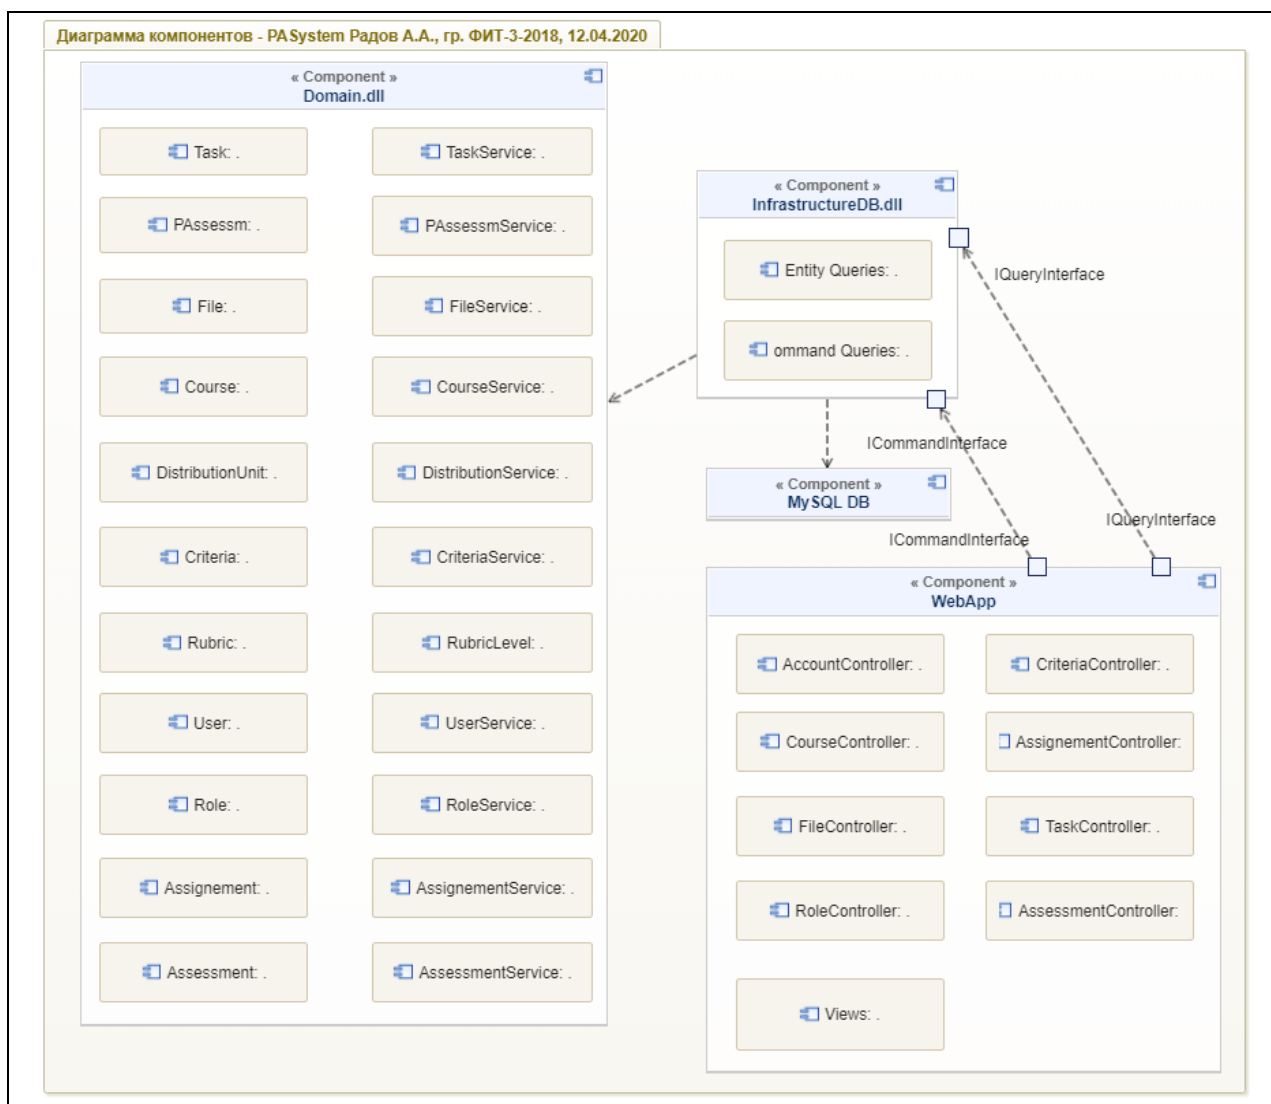 Диаграмма компонентов - PASystem Радов А.А., гр. ФИТ-3-2018, 12.04.2020
« Component »
Domain.dll
Task: .
TaskService: .
PAssessm: .
PAssessmService: .
File: .
FileService: .
Course: .
CourseService: .
DistributionUnit: .
DistributionService: .
Criteria: .
CriteriaService: .
Rubric: .
RubricLevel: .
User: .
UserService: .
Role: .
RoleService: .
Assignement: .
AssignementService: .
Assessment: .
AssessmentService: .
« Component »
InfrastructureDB.dll
Entity Queries: .
ommand Queries: .
IQueryInterface
ICommandInterface
« Component »
MySQL DB
IQueryInterface
ICommandInterface
« Component »
WebApp
AccountController: .
CriteriaController: .
CourseController: .
AssignementController:
FileController: .
TaskController: .
RoleController: .
AssessmentController:
Views: .